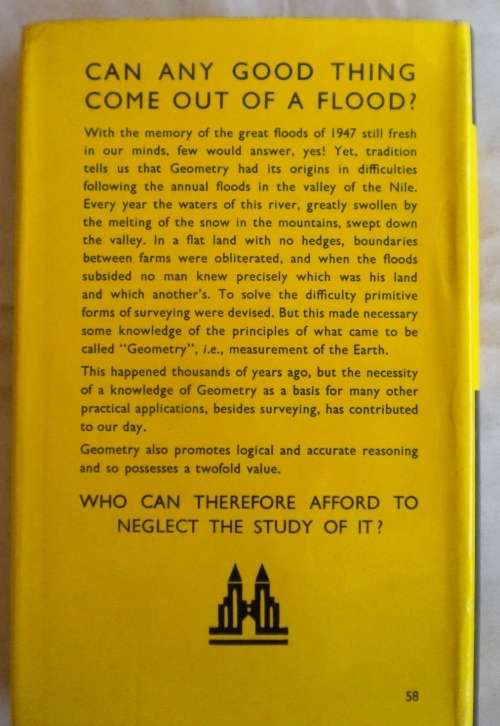 CAN ANY GOOD THING
COME OUT OF A FLOOD?
With the memory of the great floods of 1947 still fresh
in our minds, few would answer, yes! Yet, tradition
tells us that Geometry had its origins in difficulties
following the annual floods in the valley of the Nile.
Every year the waters of this river, greatly swollen by
the melting of the snow in the mountains, swept down
the valley. In a flat land with no hedges, boundaries
between farms were obliterated, and when the floods
subsided no man knew precisely which was his land
and which another's. To solve the difficulty primitive
forms of surveying were devised. But this made necessary
some knowledge of the principles of what came to be
called "Geometry", i.e., measurement of the Earth.
This happened thousands of years ago, but the necessity
of a knowledge of Geometry as a basis for many other
practical applications, besides surveying, has contributed
to our day.
Geometry also promotes logical and accurate reasoning
and so possesses a twofold value.
WHO CAN THEREFORE AFFORD TO
NEGLECT THE STUDY OF IT?
58